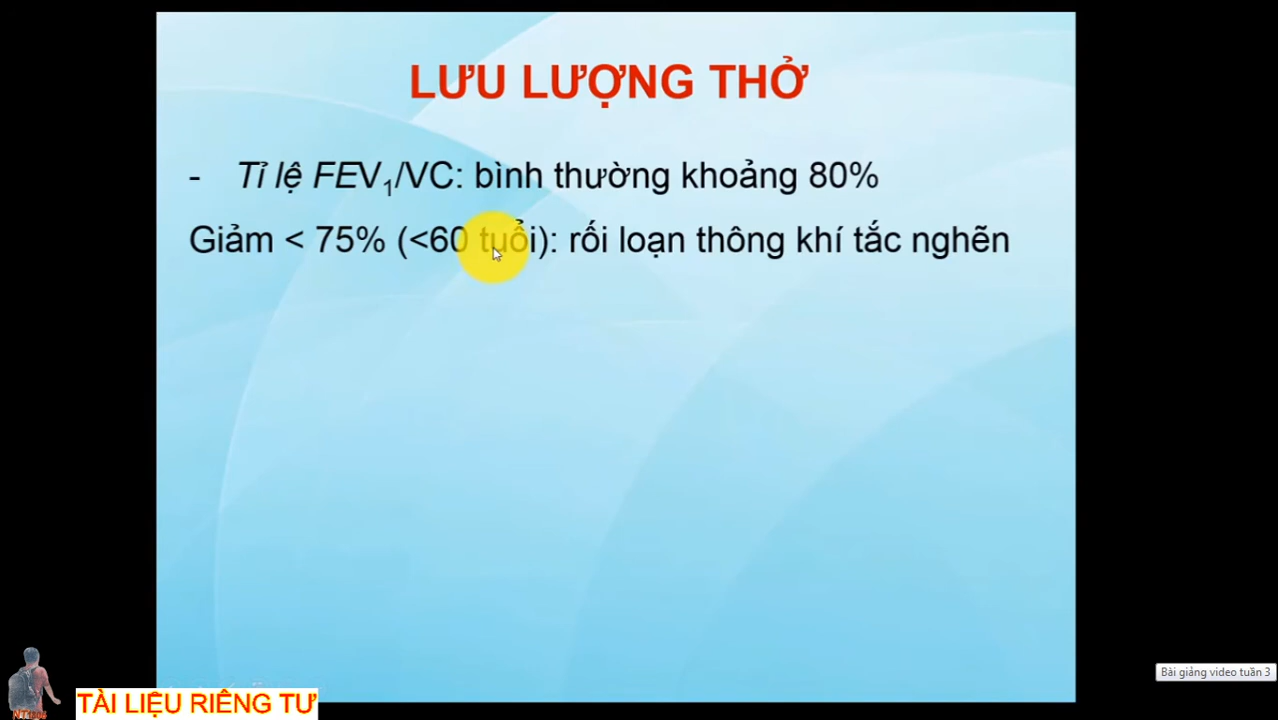 LƯU LƯỢNG THỞ
- Tỉ lệ FEV1/VC: bình thường khoảng 80%
Giảm < 75% (<60 tuổi): rối loạn thông khí tắc nghẽn
Bài giảng video tuần 3
TÀI LIỆU RIÊNG TƯ